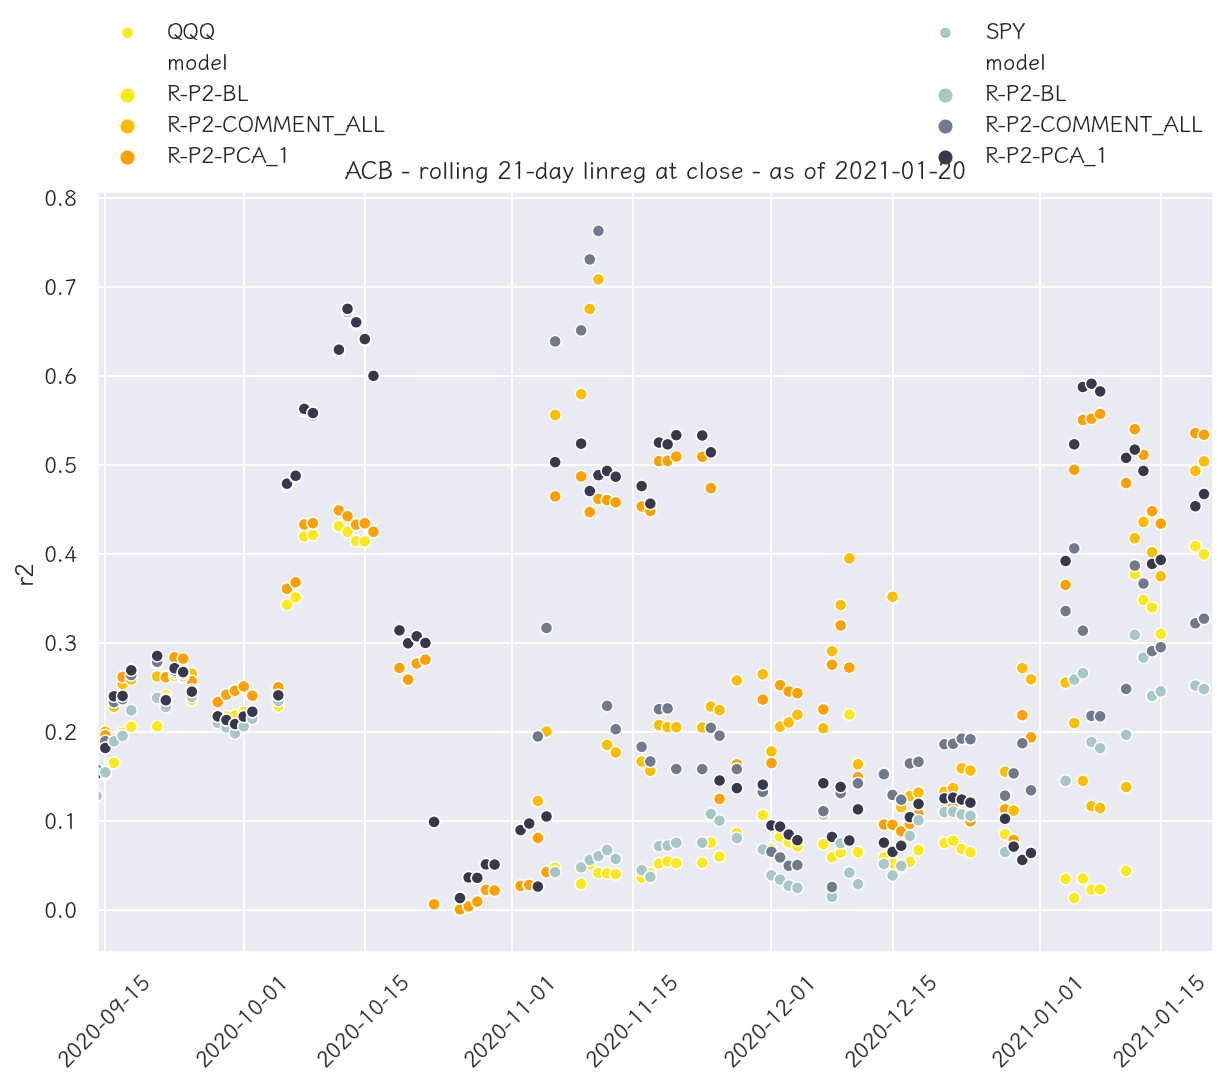 QQQ
model
R-P2-BL
R-P2-COMMENT_ALL
R-P2-PCA_1
SPY
model
R-P2-BL
R-P2-COMMENT_ALL
R-P2-PCA_1
ACB - rolling 21-day linreg at close - as of 2021-01-20
0.8
0.7
0.6
0.5
0.4
0.3
0.2
0.1
0.0
r2
2020-09-15
2020-10-01
2020-10-15
2020-11-01
2020-11-15
2020-12-01
2020-12-15
2021-01-01
2021-01-15